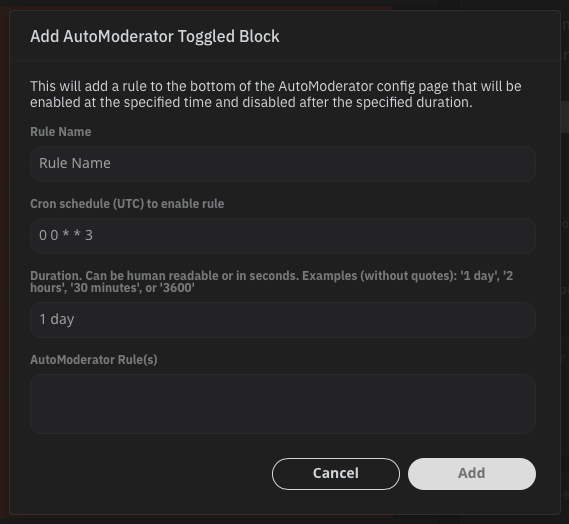 Add AutoModerator Toggled Block
This will add a rule to the bottom of the AutoModerator config page that will be
enabled at the specified time and disabled after the specified duration.
Rule Name
Rule Name
Cron schedule (UTC) to enable rule
0 0 * * 3
Duration. Can be human readable or in seconds. Examples (without quotes): '1 day', '2
hours', '30 minutes', or '3600'
1 day
AutoModerator Rule(s)
Cancel
Add